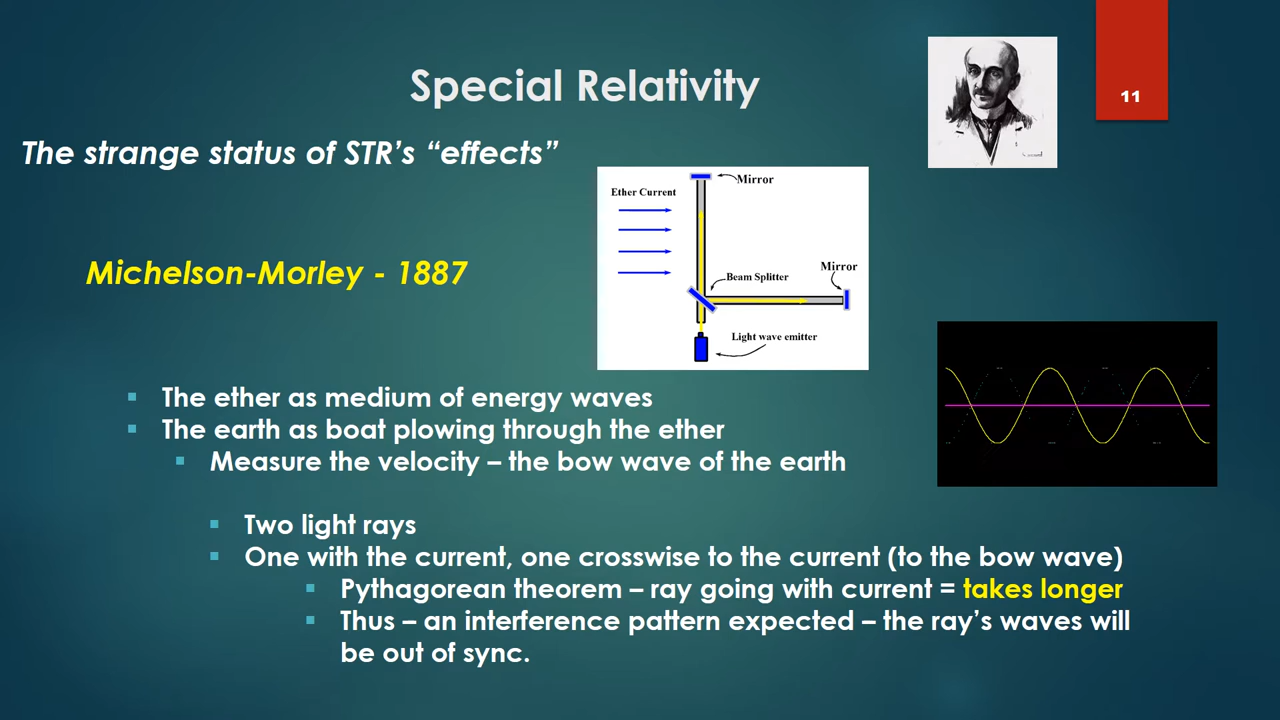 Special Relativity
11
The strange status of STR's "effects"
Mirror
Ether Current
Michelson-Morley - 1887
Mirror
Beam Splitter
Light wave emitter
The ether as medium of energy waves
The earth as boat plowing through the ether
Measure the velocity – the bow wave of the earth
Two light rays
One with the current, one crosswise to the current (to the bow wave)
Pythagorean theorem – ray going with current = takes longer
Thus – an interference pattern expected – the ray's waves will
be out of sync.